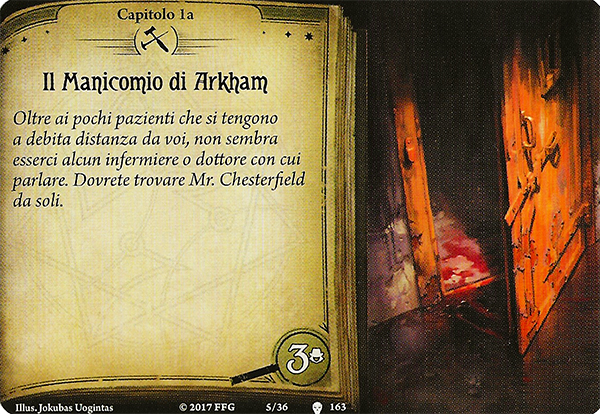 Capitolo 1a
Il Manicomio di Arkham
Oltre ai pochi pazienti che si tengono
a debita distanza da voi, non sembra
esserci alcun infermiere o dottore con cui
parlare. Dovrete trovare Mr. Chesterfield
da soli.
3
Illus. Jokubas Uogintas © 2017 FFG 5/36 163